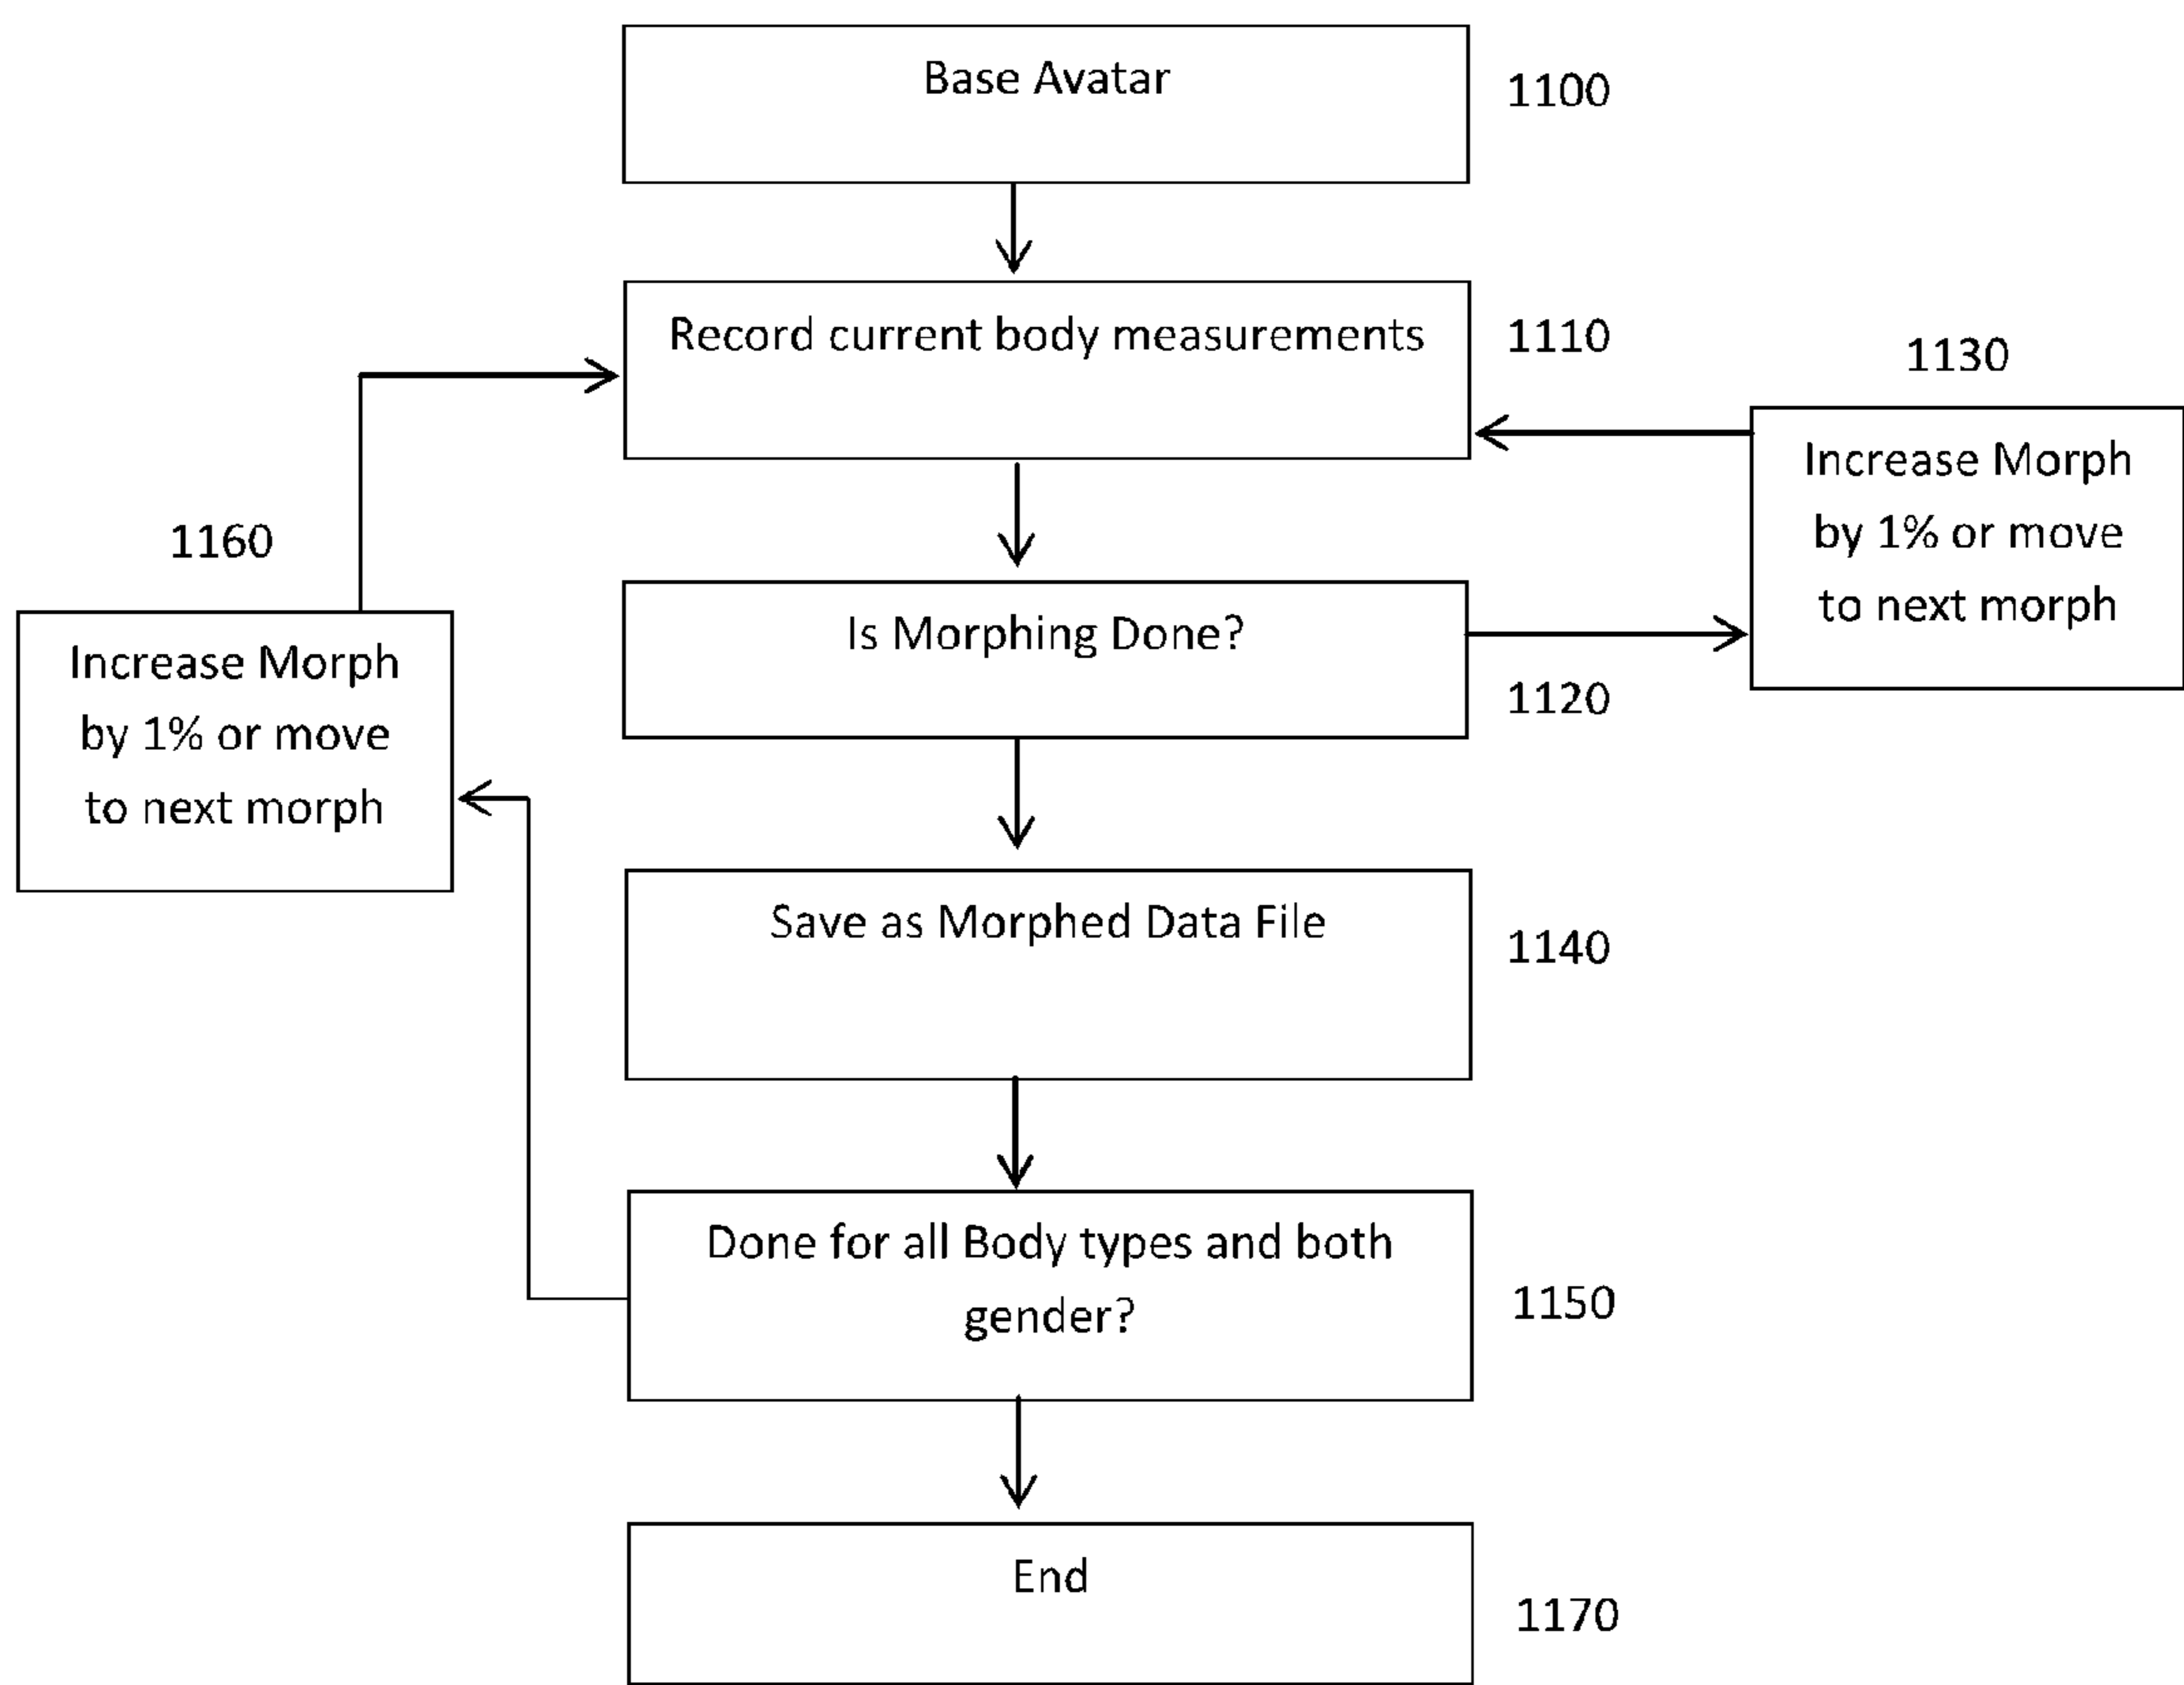 Base Avatar
1100
Record current body measurements
1110
1130
Increase Morph
by 1% or move
to next morph
1160
Increase Morph
by 1% or move
to next morph
Is Morphing Done?
1120
Save as Morphed Data File
1140
Done for all Body types and both
gender?
1150
End
1170